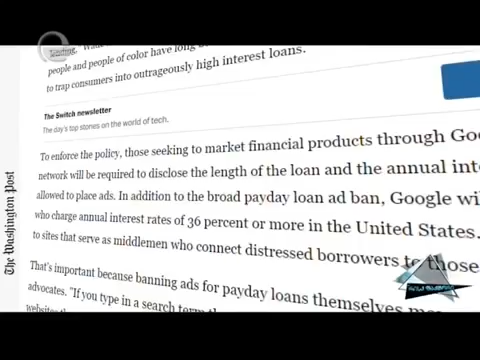 lending," Wade
people and people of color have long
to trap consumers into outrageously high interest loans.
The Switch newsletter
The day's top stories on the world of tech.
To enforce the policy, those seeking to market financial products through
network will be required to disclose the length of the loan and the annual
allowed to place ads. In addition to the broad payday loan ad ban, Google
who charge annual interest rates of 36 percent or more in the United States.
to sites that serve as middlemen who connect distressed borrowers to those
That's important because banning ads for payday loans themselves
advocates. "If you type in a search term
The Washington Post